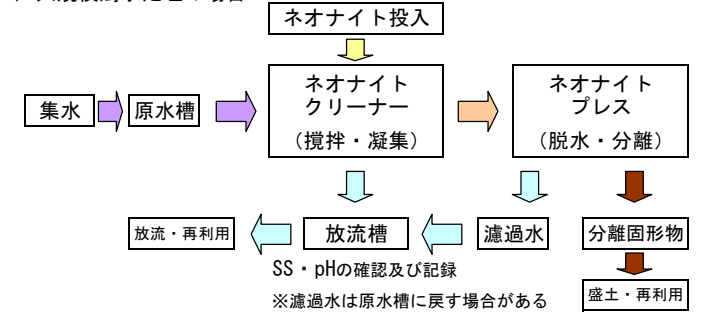 ネオナイト投入
集水
原水槽
ネオナイト
クリーナー
(撹拌・凝集)
ネオナイト
プレス
(脱水・分離)
放流・再利用
放流槽
濾過水
分離固形物
SS・pHの確認及び記録
※濾過水は原水槽に戻す場合がある
盛土・再利用